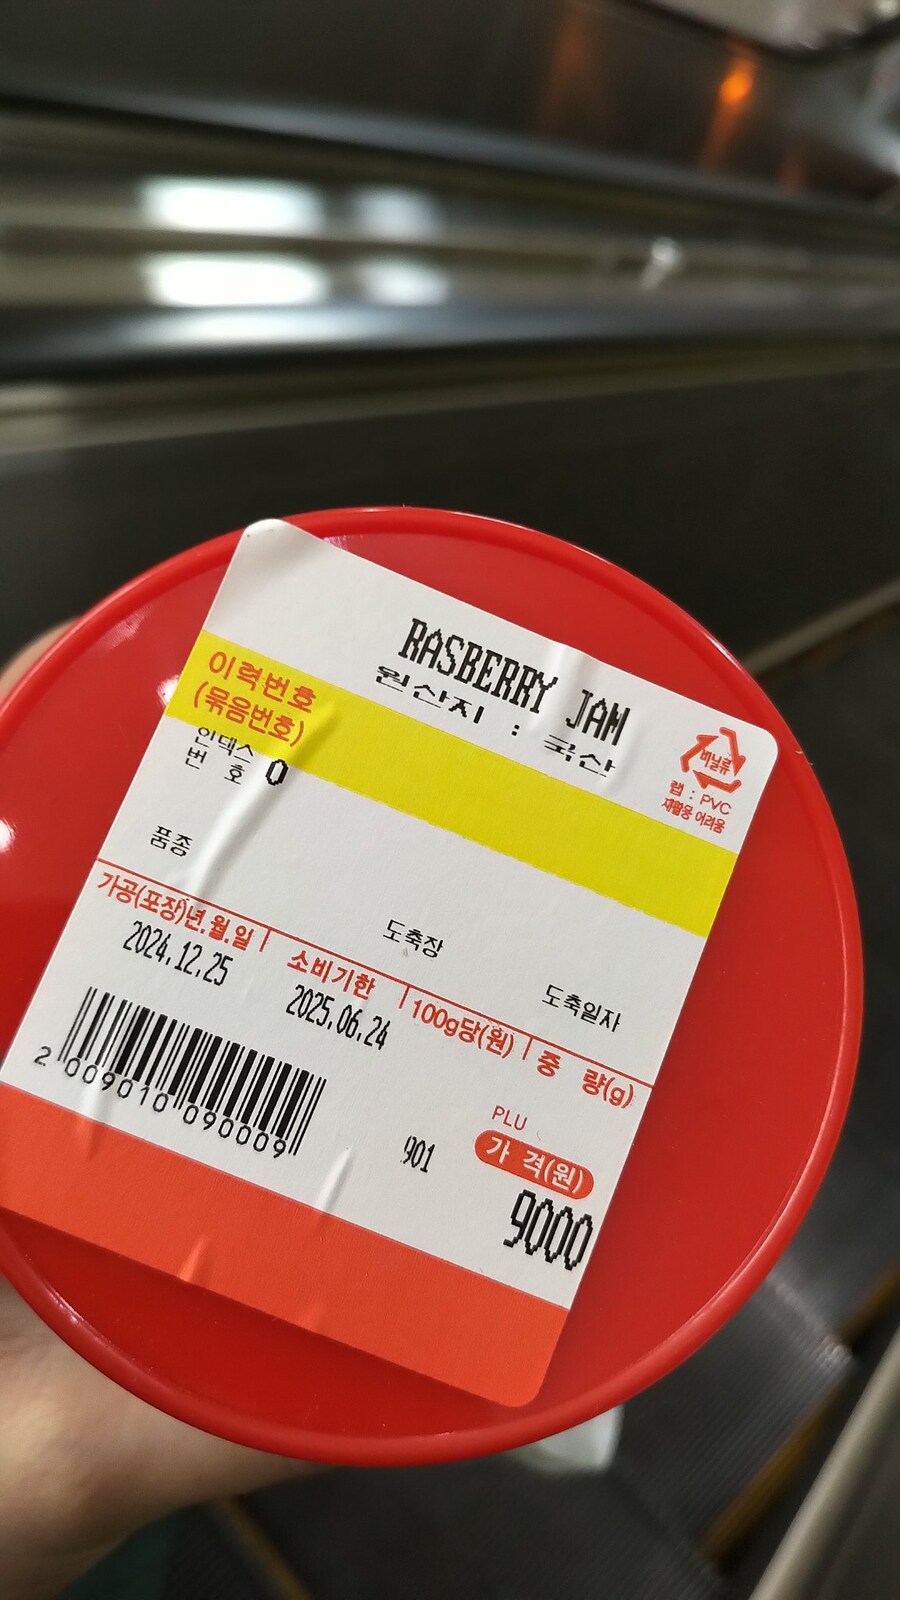 RASBERRY JAM
원산지 : 국산
이력번호
(묶음번호)
인덱스
번 호 0
비닐류
랩 : PVC
재활용 어려움
품종
도축장
도축일자
가공(포장)년.월.일
2024.12.25
소비기한
2025.06.24
100g당(원)
중 량(g)
2 009010 090009
901
PLU
가 격(원)
9000